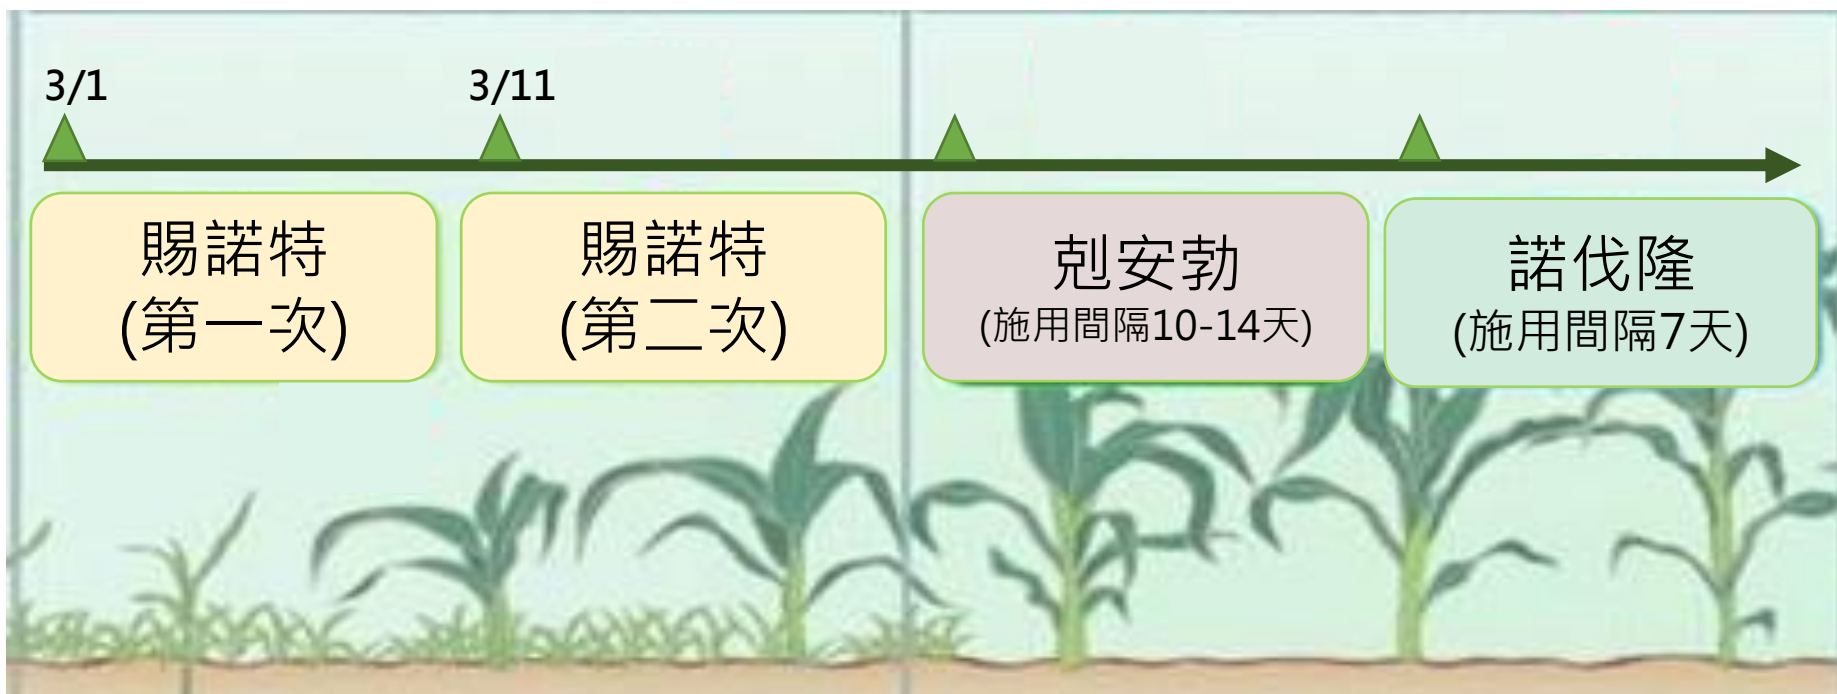 3/1
3/11
賜諾特
(第一次)
賜諾特
(第二次)
剋安勃
(施用間隔10-14天)
諾伐隆
(施用間隔7天)